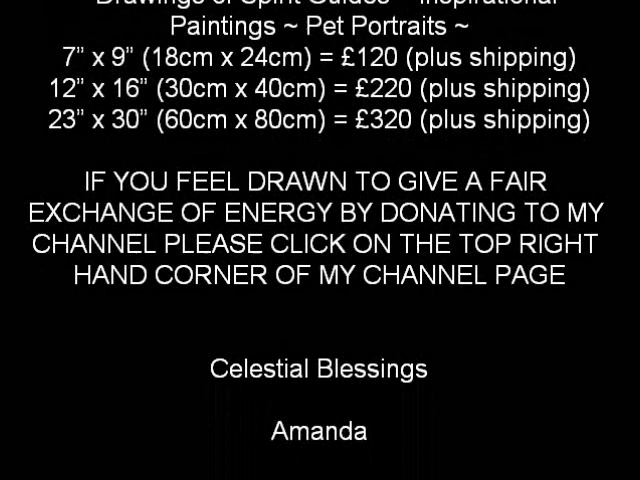 Drawings of Spirit Guides ~ Inspirational
Paintings ~ Pet Portraits ~
7” x 9” (18cm x 24cm) = £120 (plus shipping)
12” x 16” (30cm x 40cm) = £220 (plus shipping)
23” x 30” (60cm x 80cm) = £320 (plus shipping)
IF YOU FEEL DRAWN TO GIVE A FAIR
EXCHANGE OF ENERGY BY DONATING TO MY
CHANNEL PLEASE CLICK ON THE TOP RIGHT
HAND CORNER OF MY CHANNEL PAGE
Celestial Blessings
Amanda